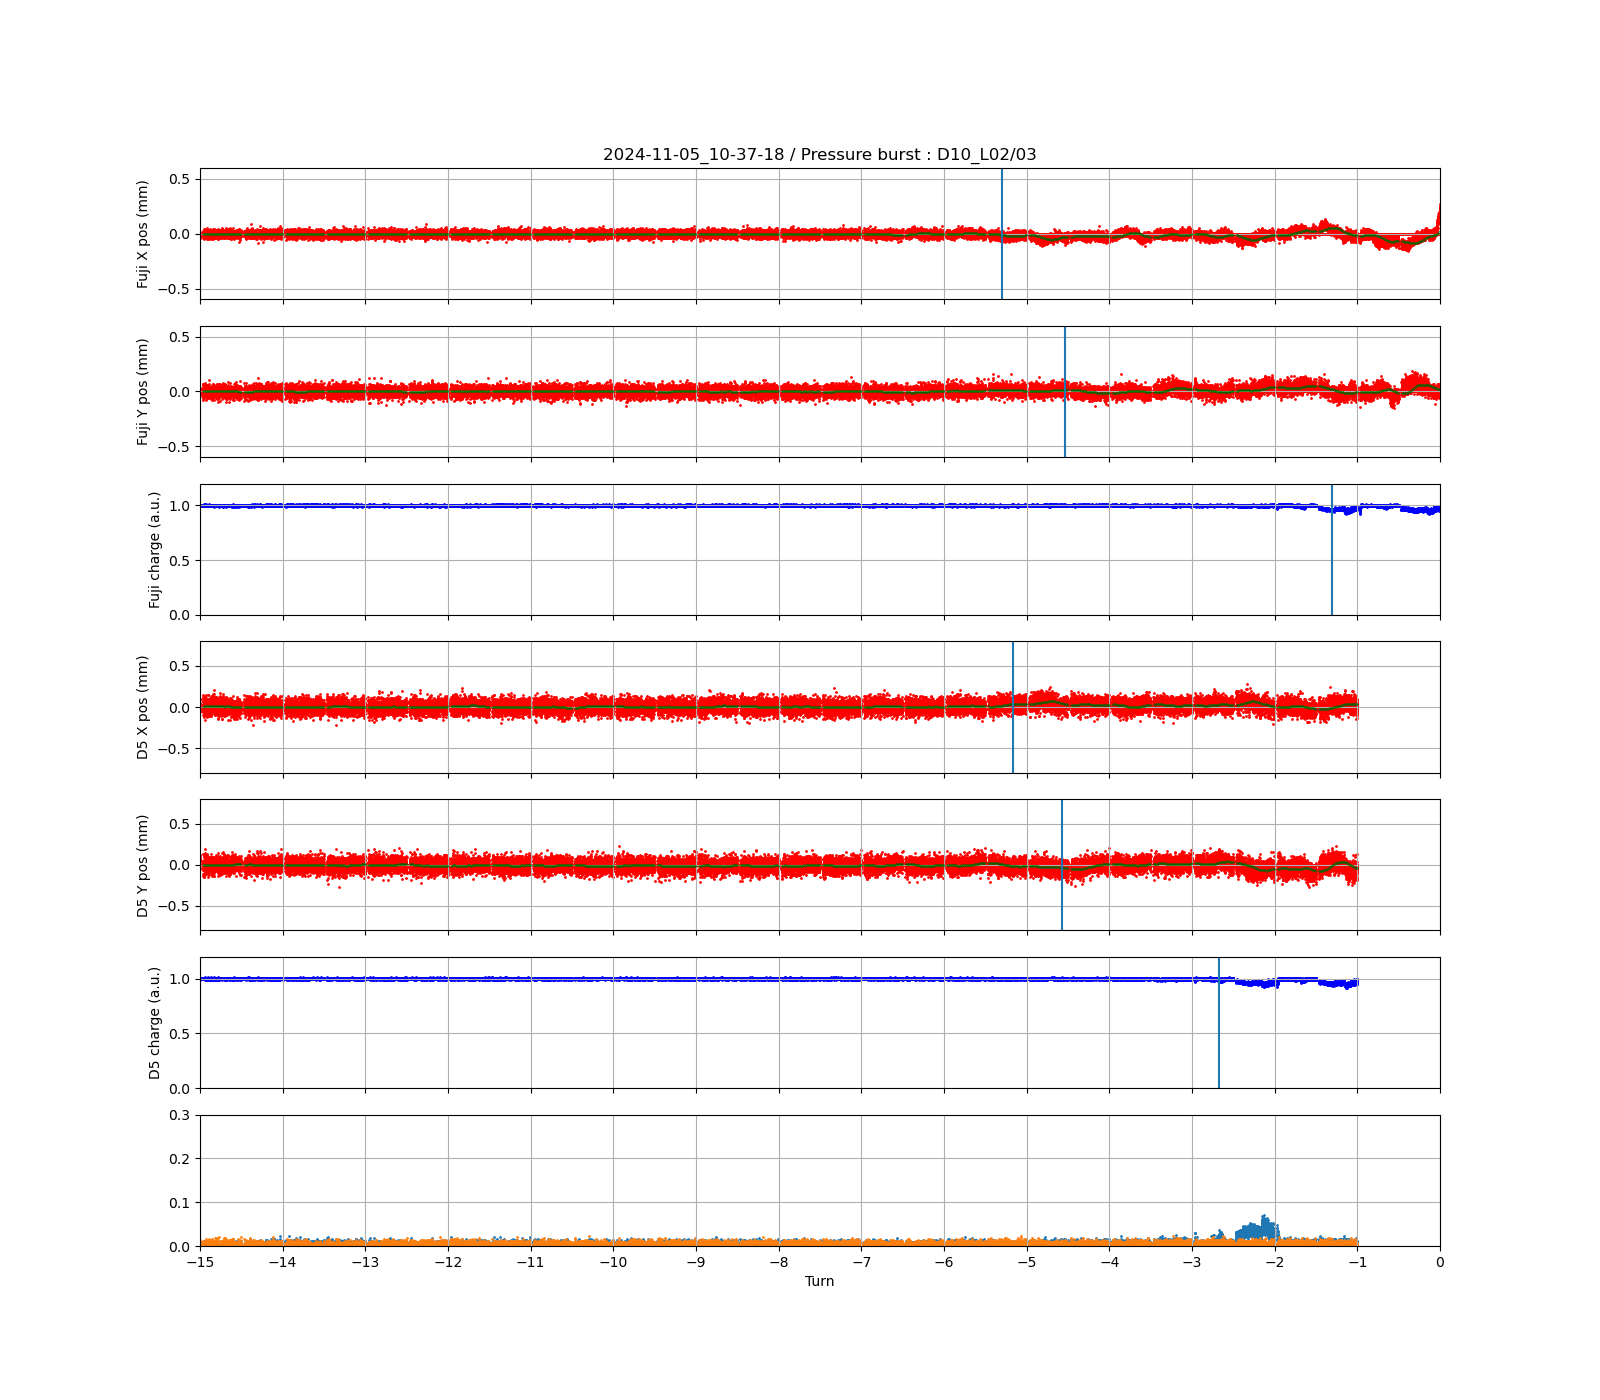 2024-11-05_10-37-18 / Pressure burst : D10_L02/03
Fuji X pos (mm)
0.5
0.0
−0.5
Fuji Y pos (mm)
0.5
0.0
−0.5
Fuji charge (a.u.)
1.0
0.5
0.0
D5 X pos (mm)
0.5
0.0
−0.5
D5 Y pos (mm)
0.5
0.0
−0.5
D5 charge (a.u.)
1.0
0.5
0.0
0.3
0.2
0.1
0.0
−15 −14 −13 −12 −11 −10 −9 −8 −7 −6 −5 −4 −3 −2 −1 0
Turn